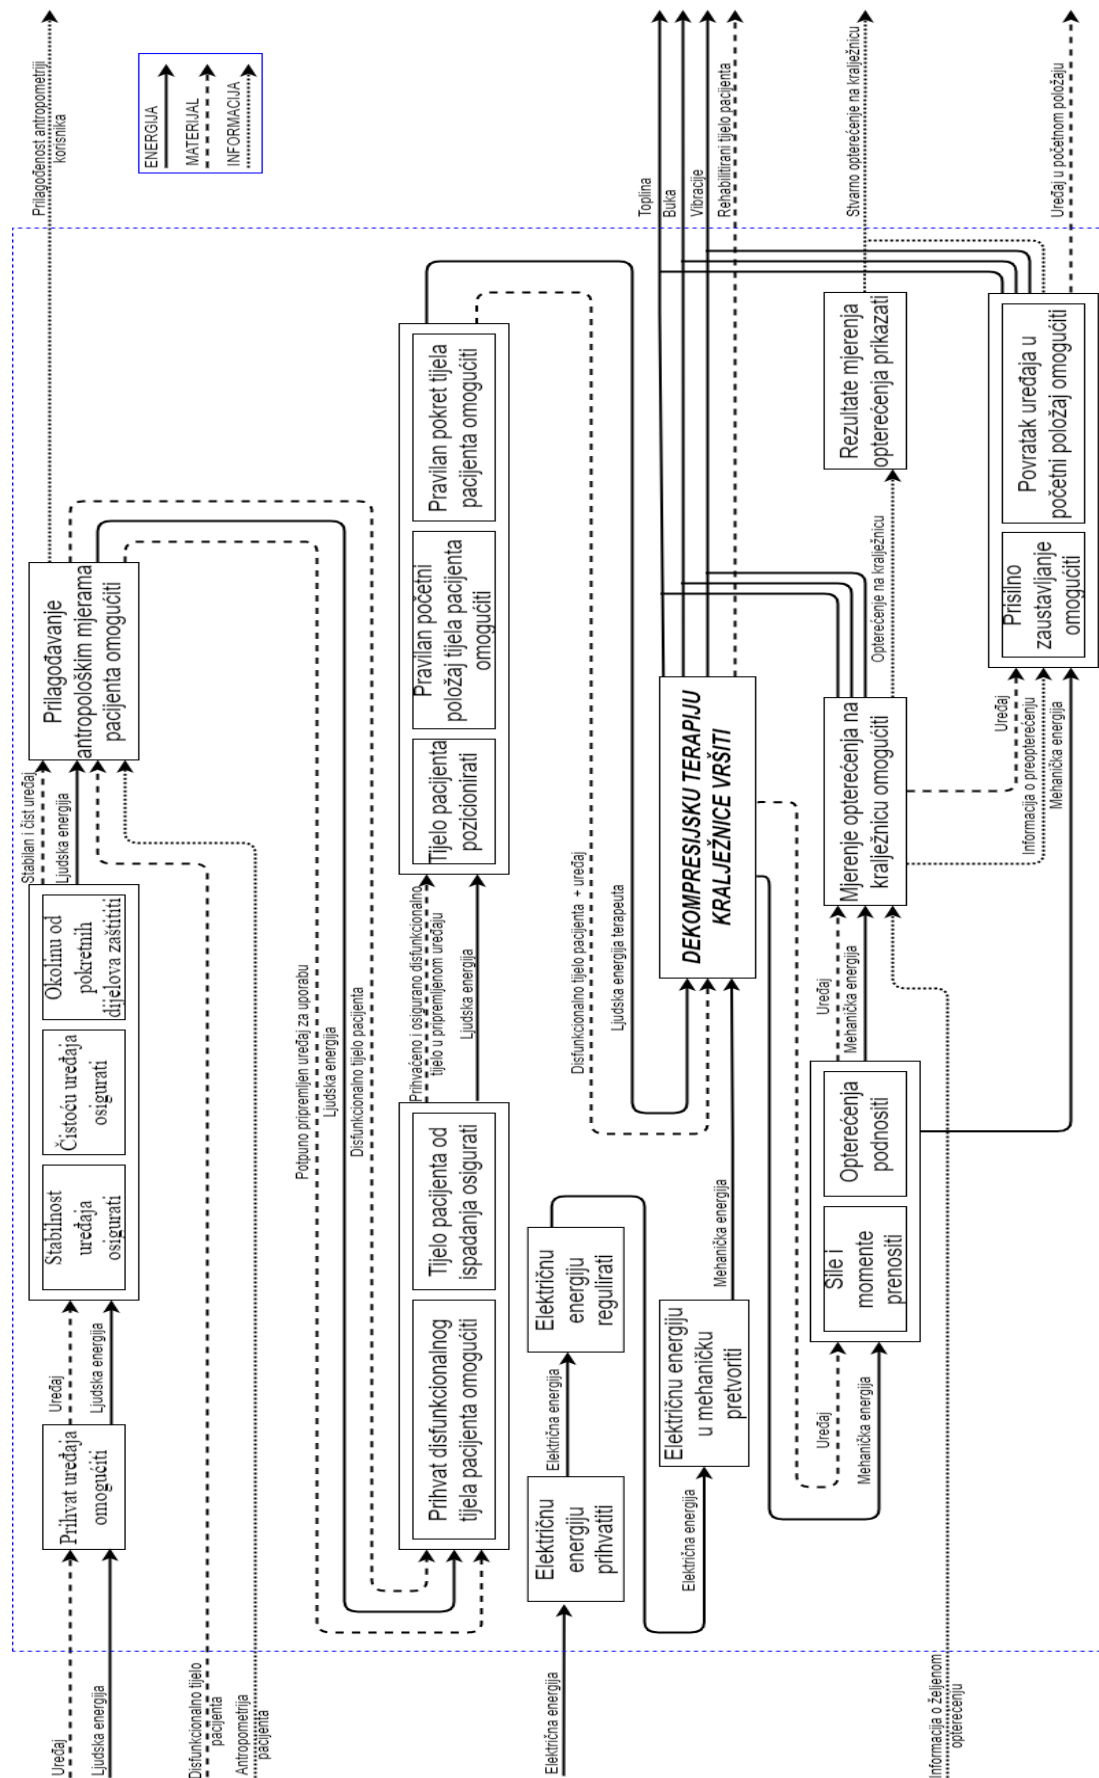 Uređaj
Ljudska energija
Disfunkcionalno tijelo
pacijenta
Antropometrija
pacijenta
Električna energija
Informacija o željenom
opterećenju
Prihvat uređaja
omogućiti
Uređaj
Ljudska energija
Stabilnost
uređaja
osigurati
Čistoću uređaja
osigurati
Okolinu od
pokretnih
dijelova zaštititi
Stabilan i čist uređaj
Ljudska energija
Prilagođavanje
antropološkim mjerama
pacijenta omogućiti
Prilagođenost antropometriji
korisnika
ENERGIJA
MATERIJAL
INFORMACIJA
Potpuno pripremljen uređaj za uporabu
Ljudska energija
Disfunkcionalno tijelo pacijenta
Prihvat disfunkcionalnog
tijela pacijenta omogućiti
Tijelo pacijenta od
ispadanja osigurati
Prihvaćeno i osigurano disfunkcionalno
tijelo u pripremljenom uređaju
Ljudska energija
Tijelo pacijenta
pozicionirati
Pravilan početni
položaj tijela pacijenta
omogućiti
Pravilan pokret tijela
pacijenta omogućiti
Disfunkcionalno tijelo pacijenta + uređaj
Ljudska energija terapeuta
Električnu
energiju
prihvatiti
Električna energija
Električnu
energiju
regulirati
Električna energija
Električnu energiju
u mehaničku
pretvoriti
Mehanička energija
DEKOMPRESIJSKU TERAPIJU
KRALJEŽNICE VRŠITI
Toplina
Buka
Vibracije
Rehabilitirani tijelo pacijenta
Uređaj
Mehanička energija
Sile i
momente
prenositi
Opterećenja
podnositi
Uređaj
Mehanička energija
Mjerenje opterećenja na
kralježnicu omogućiti
Opterećenje na kralježnicu
Rezultate mjerenja
opterećenja prikazati
Stvarno opterećenje na kralježnicu
Uređaj
Informacija o preopterećenju
Mehanička energija
Prisilno
zaustavljanje
omogućiti
Povratak uređaja u
početni položaj omogućiti
Uređaj u početnom položaju